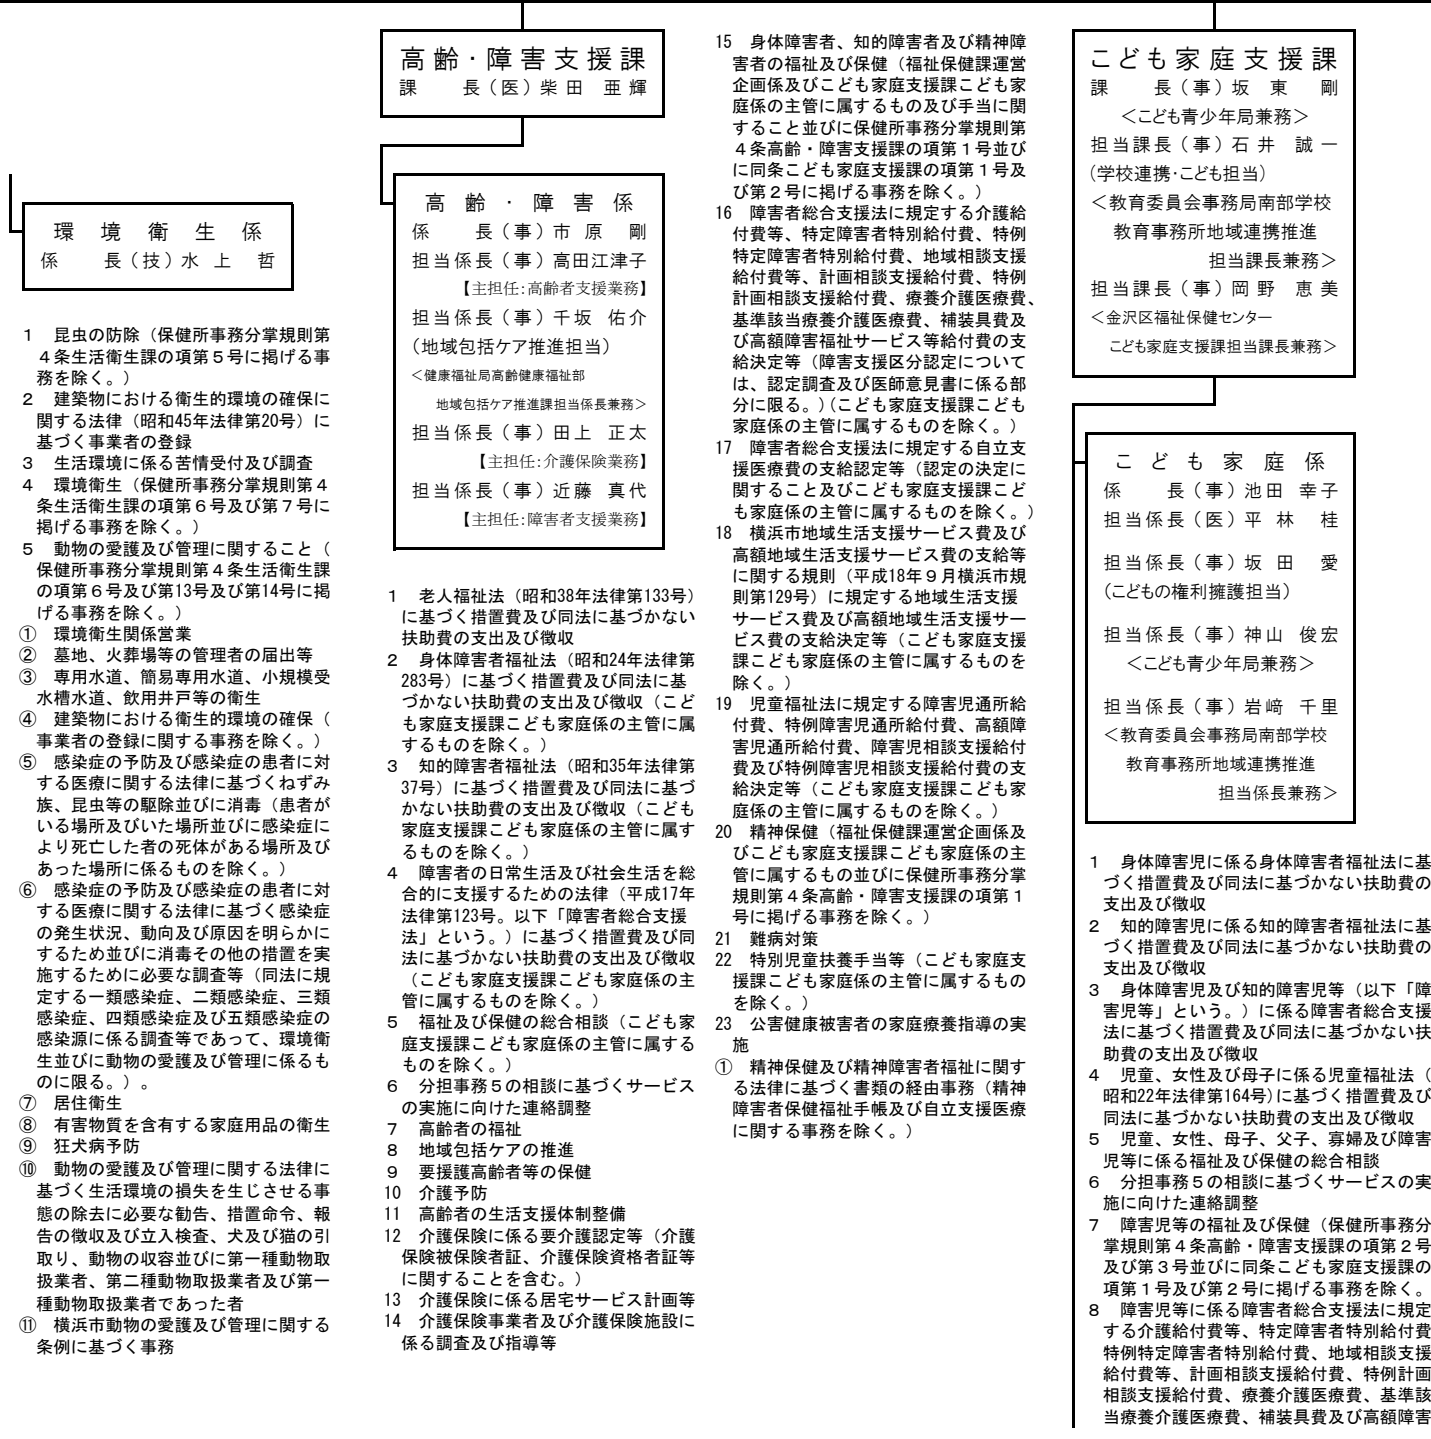 環境衛生係
係長(技)水上 哲
1 昆虫の防除(保健所事務分掌規則第
4条生活衛生課の項第5号に掲げる事
務を除く。)
2 建築物における衛生的環境の確保に
関する法律(昭和45年法律第20号)に
基づく事業者の登録
3 生活環境に係る苦情受付及び調査
4 環境衛生(保健所事務分掌規則第4
条生活衛生課の項第6号及び第7号に
掲げる事務を除く。)
5 動物の愛護及び管理に関すること(
保健所事務分掌規則第4条生活衛生課
の項第6号及び第13号及び第14号に掲
げる事務を除く。)
① 環境衛生関係営業
② 墓地、火葬場等の管理者の届出等
③ 専用水道、簡易専用水道、小規模受
水槽水道、飲用井戸等の衛生
④ 建築物における衛生的環境の確保(
事業者の登録に関する事務を除く。)
⑤ 感染症の予防及び感染症の患者に対
する医療に関する法律に基づくねずみ
族、昆虫等の駆除並びに消毒(患者が
いる場所及びいた場所並びに感染症に
より死亡した者の死体がある場所及び
あった場所に係るものを除く。)
⑥ 感染症の予防及び感染症の患者に対
する医療に関する法律に基づく感染症
の発生状況、動向及び原因を明らかに
するため並びに消毒その他の措置を実
施するために必要な調査等(同法に規
定する一類感染症、二類感染症、三類
感染症、四類感染症及び五類感染症の
感染源に係る調査等であって、環境衛
生並びに動物の愛護及び管理に係るも
のに限る。)。
⑦ 居住衛生
⑧ 有害物質を含有する家庭用品の衛生
⑨ 狂犬病予防
⑩ 動物の愛護及び管理に関する法律に
基づく生活環境の損失を生じさせる事
態の除去に必要な勧告、措置命令、報
告の徴収及び立入検査、犬及び猫の引
取り、動物の収容並びに第一種動物取
扱業者、第二種動物取扱業者及び第一
種動物取扱業者であった者
⑪ 横浜市動物の愛護及び管理に関する
条例に基づく事務
高齢・障害支援課
課長(医)柴田 亜輝
高齢・障害係
係長(事)市原 剛
担当係長(事)高田江津子
【主担任:高齢者支援業務】
担当係長(事)千坂 佑介
(地域包括ケア推進担当)
<健康福祉局高齢健康福祉部
地域包括ケア推進課担当係長兼務>
担当係長(事)田上 正太
【主担任:介護保険業務】
担当係長(事)近藤 真代
【主担任:障害者支援業務】
1 老人福祉法(昭和38年法律第133号)
に基づく措置費及び同法に基づかない
扶助費の支出及び徴収
2 身体障害者福祉法(昭和24年法律第
283号)に基づく措置費及び同法に基
づかない扶助費の支出及び徴収(こど
も家庭支援課こども家庭係の主管に属
するものを除く。)
3 知的障害者福祉法(昭和35年法律第
37号)に基づく措置費及び同法に基づ
かない扶助費の支出及び徴収(こども
家庭支援課こども家庭係の主管に属す
るものを除く。)
4 障害者の日常生活及び社会生活を総
合的に支援するための法律(平成17年
法律第123号。以下「障害者総合支援
法」という。)に基づく措置費及び同
法に基づかない扶助費の支出及び徴収
(こども家庭支援課こども家庭係の主
管に属するものを除く。)
5 福祉及び保健の総合相談(こども家
庭支援課こども家庭係の主管に属する
ものを除く。)
6 分担事務5の相談に基づくサービス
の実施に向けた連絡調整
7 高齢者の福祉
8 地域包括ケアの推進
9 要援護高齢者等の保健
10 介護予防
11 高齢者の生活支援体制整備
12 介護保険に係る要介護認定等(介護
保険被保険者証、介護保険資格者証等
に関することを含む。)
13 介護保険に係る居宅サービス計画等
14 介護保険事業者及び介護保険施設に
係る調査及び指導等
15 身体障害者、知的障害者及び精神障
害者の福祉及び保健(福祉保健課運営
企画係及びこども家庭支援課こども家
庭係の主管に属するもの及び手当に関
すること並びに保健所事務分掌規則第
4条高齢・障害支援課の項第1号並び
に同条こども家庭支援課の項第1号及
び第2号に掲げる事務を除く。)
16 障害者総合支援法に規定する介護給
付費等、特定障害者特別給付費、特例
特定障害者特別給付費、地域相談支援
給付費等、計画相談支援給付費、特例
計画相談支援給付費、療養介護医療費、
基準該当療養介護医療費、補装具費及
び高額障害福祉サービス等給付費の支
給決定等(障害支援区分認定について
は、認定調査及び医師意見書に係る部
分に限る。)(こども家庭支援課こども
家庭係の主管に属するものを除く。)
17 障害者総合支援法に規定する自立支
援医療費の支給認定等(認定の決定に
関すること及びこども家庭支援課こど
も家庭係の主管に属するものを除く。)
18 横浜市地域生活支援サービス費及び
高額地域生活支援サービス費の支給等
に関する規則(平成18年9月横浜市規
則第129号)に規定する地域生活支援
サービス費及び高額地域生活支援サー
ビス費の支給決定等(こども家庭支援
課こども家庭係の主管に属するものを
除く。)
19 児童福祉法に規定する障害児通所給
付費、特例障害児通所給付費、高額障
害児通所給付費、障害児相談支援給付
費及び特例障害児相談支援給付費の支
給決定等(こども家庭支援課こども家
庭係の主管に属するものを除く。)
20 精神保健(福祉保健課運営企画係及
びこども家庭支援課こども家庭係の主
管に属するもの並びに保健所事務分掌
規則第4条高齢・障害支援課の項第1
号に掲げる事務を除く。)
21 難病対策
22 特別児童扶養手当等(こども家庭支
援課こども家庭係の主管に属するもの
を除く。)
23 公害健康被害者の家庭療養指導の実
施
① 精神保健及び精神障害者福祉に関す
る法律に基づく書類の経由事務(精神
障害者保健福祉手帳及び自立支援医療
に関する事務を除く。)
こども家庭支援課
課長(事)坂東 剛
<こども青少年局兼務>
担当課長(事)石井 誠一
(学校連携・こども担当)
<教育委員会事務局南部学校
教育事務所地域連携推進
担当課長兼務>
担当課長(事)岡野 恵美
<金沢区福祉保健センター
こども家庭支援課担当課長兼務>
こども家庭係
係長(事)池田 幸子
担当係長(医)平林 桂
担当係長(事)坂田 愛
(こどもの権利擁護担当)
担当係長(事)神山 俊宏
<こども青少年局兼務>
担当係長(事)岩﨑 千里
<教育委員会事務局南部学校
教育事務所地域連携推進
担当係長兼務>
1 身体障害児に係る身体障害者福祉法に基
づく措置費及び同法に基づかない扶助費の
支出及び徴収
2 知的障害児に係る知的障害者福祉法に基
づく措置費及び同法に基づかない扶助費の
支出及び徴収
3 身体障害児及び知的障害児等(以下「障
害児等」という。)に係る障害者総合支援
法に基づく措置費及び同法に基づかない扶
助費の支出及び徴収
4 児童、女性及び母子に係る児童福祉法(
昭和22年法律第164号)に基づく措置費及び
同法に基づかない扶助費の支出及び徴収
5 児童、女性、母子、父子、寡婦及び障害
児等に係る福祉及び保健の総合相談
6 分担事務5の相談に基づくサービスの実
施に向けた連絡調整
7 障害児等の福祉及び保健(保健所事務分
掌規則第4条高齢・障害支援課の項第2号
及び第3号並びに同条こども家庭支援課の
項第1号及び第2号に掲げる事務を除く。
8 障害児等に係る障害者総合支援法に規定
する介護給付費等、特定障害者特別給付費
特例特定障害者特別給付費、地域相談支援
給付費等、計画相談支援給付費、特例計画
相談支援給付費、療養介護医療費、基準該
当療養介護医療費、補装具費及び高額障害